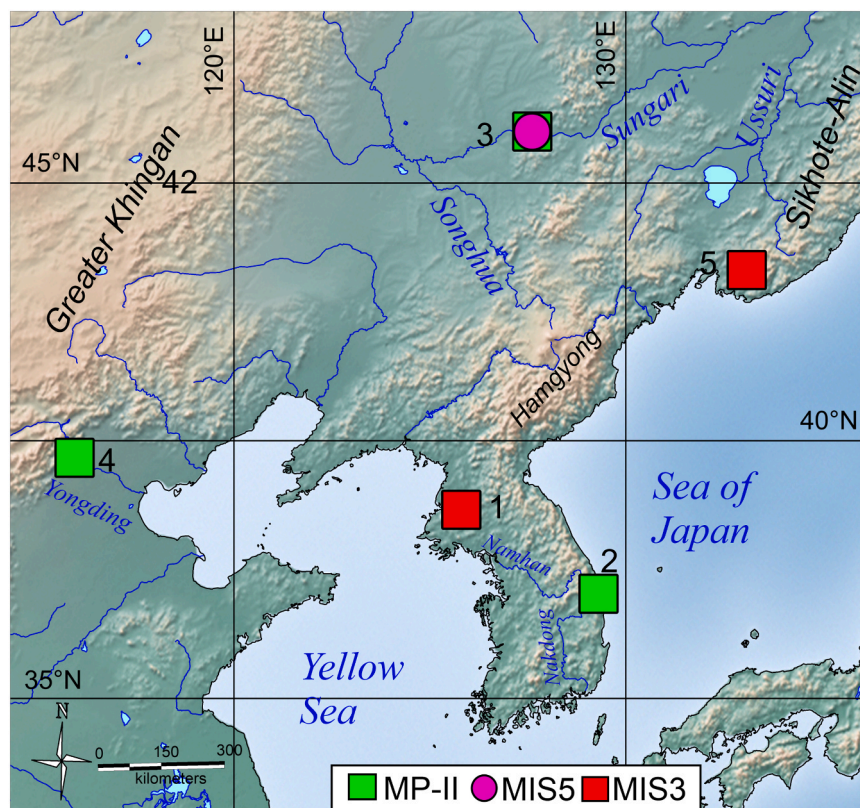 120°E
130°E
3
Sungari
Ussuri
Sikhote-Alin
45°N
42
Greater Khingan
Songhua
5
Hamgyong
40°N
4
Yongding
1
Sea of
Japan
Namhan
2
Nakdong
Yellow
Sea
35°N
N
0 150 300
kilometers
MP-II MIS5 MIS3